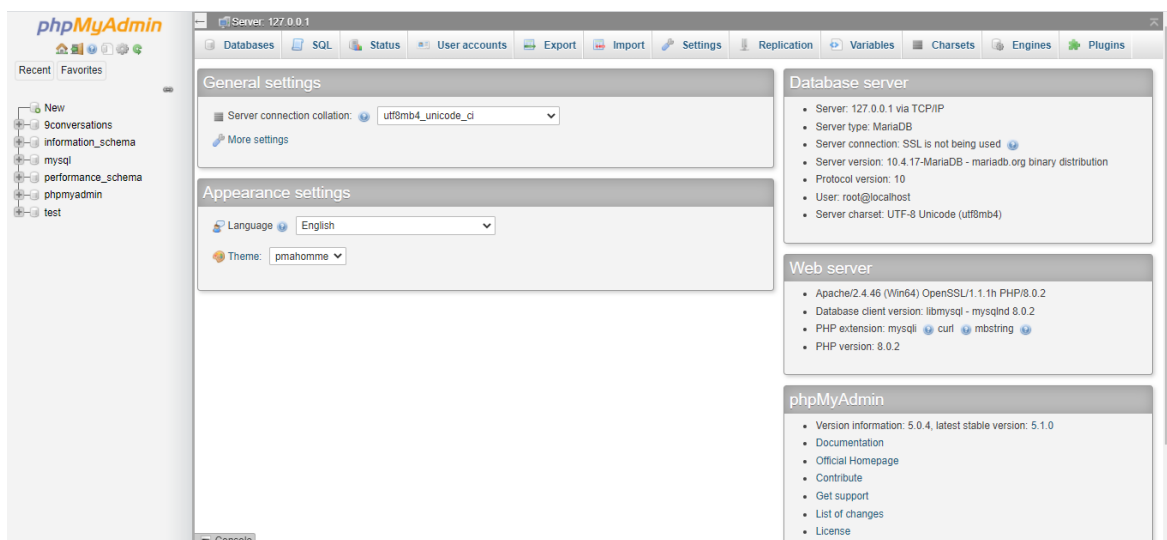 phpMyAdmin
Recent Favorites
New
9conversations
information_schema
mysql
performance_schema
phpmyadmin
test
Server: 127.0.0.1
Databases SQL Status User accounts Export Import Settings Replication Variables Charsets Engines Plugins
General settings
Server connection collation: utf8mb4_unicode_ci
More settings
Appearance settings
Language English
Theme: pmahomme
Database server
Server: 127.0.0.1 via TCP/IP
Server type: MariaDB
Server connection: SSL is not being used
Server version: 10.4.17-MariaDB - mariadb.org binary distribution
Protocol version: 10
User: root@localhost
Server charset: UTF-8 Unicode (utf8mb4)
Web server
Apache/2.4.46 (Win64) OpenSSL/1.1.1h PHP/8.0.2
Database client version: libmysql - mysqlnd 8.0.2
PHP extension: mysqli curl mbstring
PHP version: 8.0.2
phpMyAdmin
Version information: 5.0.4, latest stable version: 5.1.0
Documentation
Official Homepage
Contribute
Get support
List of changes
License
Console